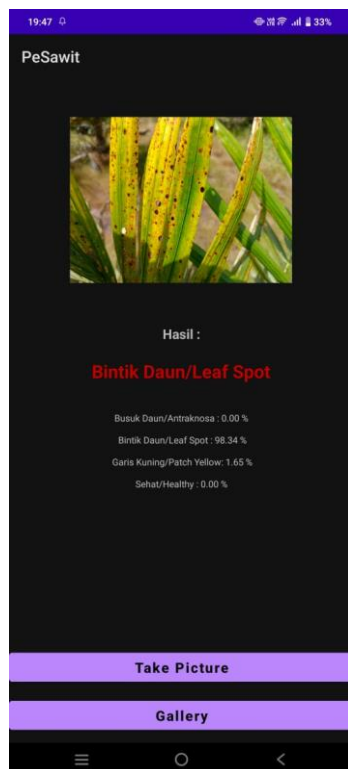 19:47 33%
PeSawit
Hasil :
Bintik Daun/Leaf Spot
Busuk Daun/Antraknosa : 0.00 %
Bintik Daun/Leaf Spot : 98.34 %
Garis Kuning/Patch Yellow: 1.65 %
Sehat/Healthy : 0.00 %
Take Picture
Gallery